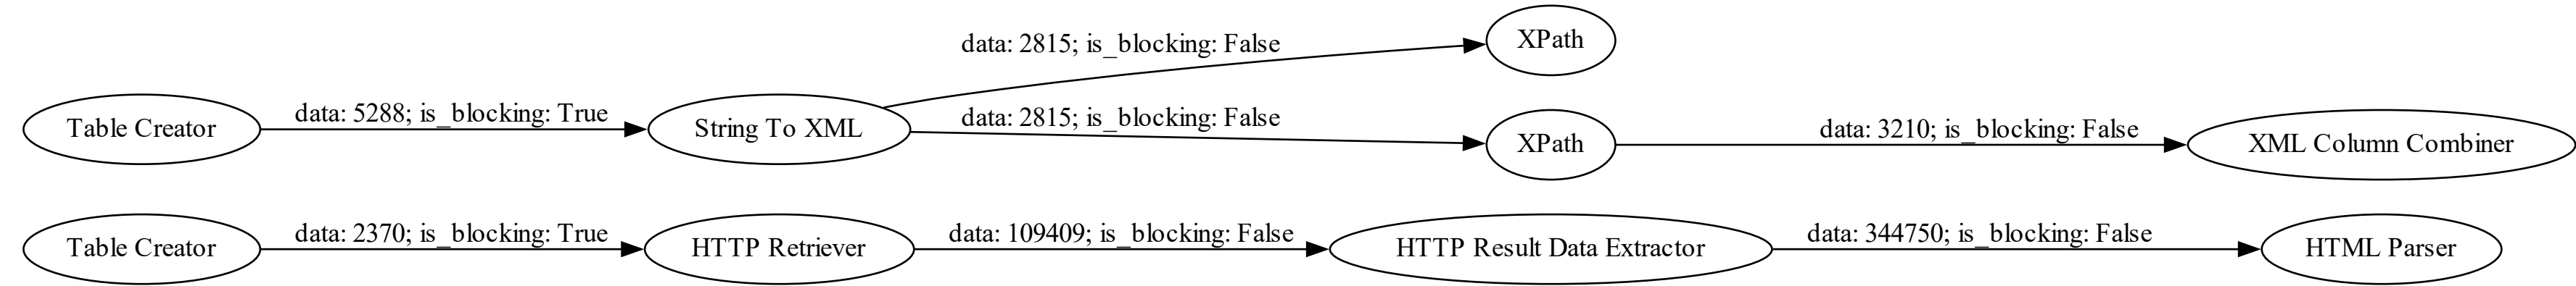 data: 2815; is_blocking: False
XPath
Table Creator
data: 5288; is_blocking: True
String To XML
data: 2815; is_blocking: False
XPath
data: 3210; is_blocking: False
XML Column Combiner
Table Creator
data: 2370; is_blocking: True
HTTP Retriever
data: 109409; is_blocking: False
HTTP Result Data Extractor
data: 344750; is_blocking: False
HTML Parser